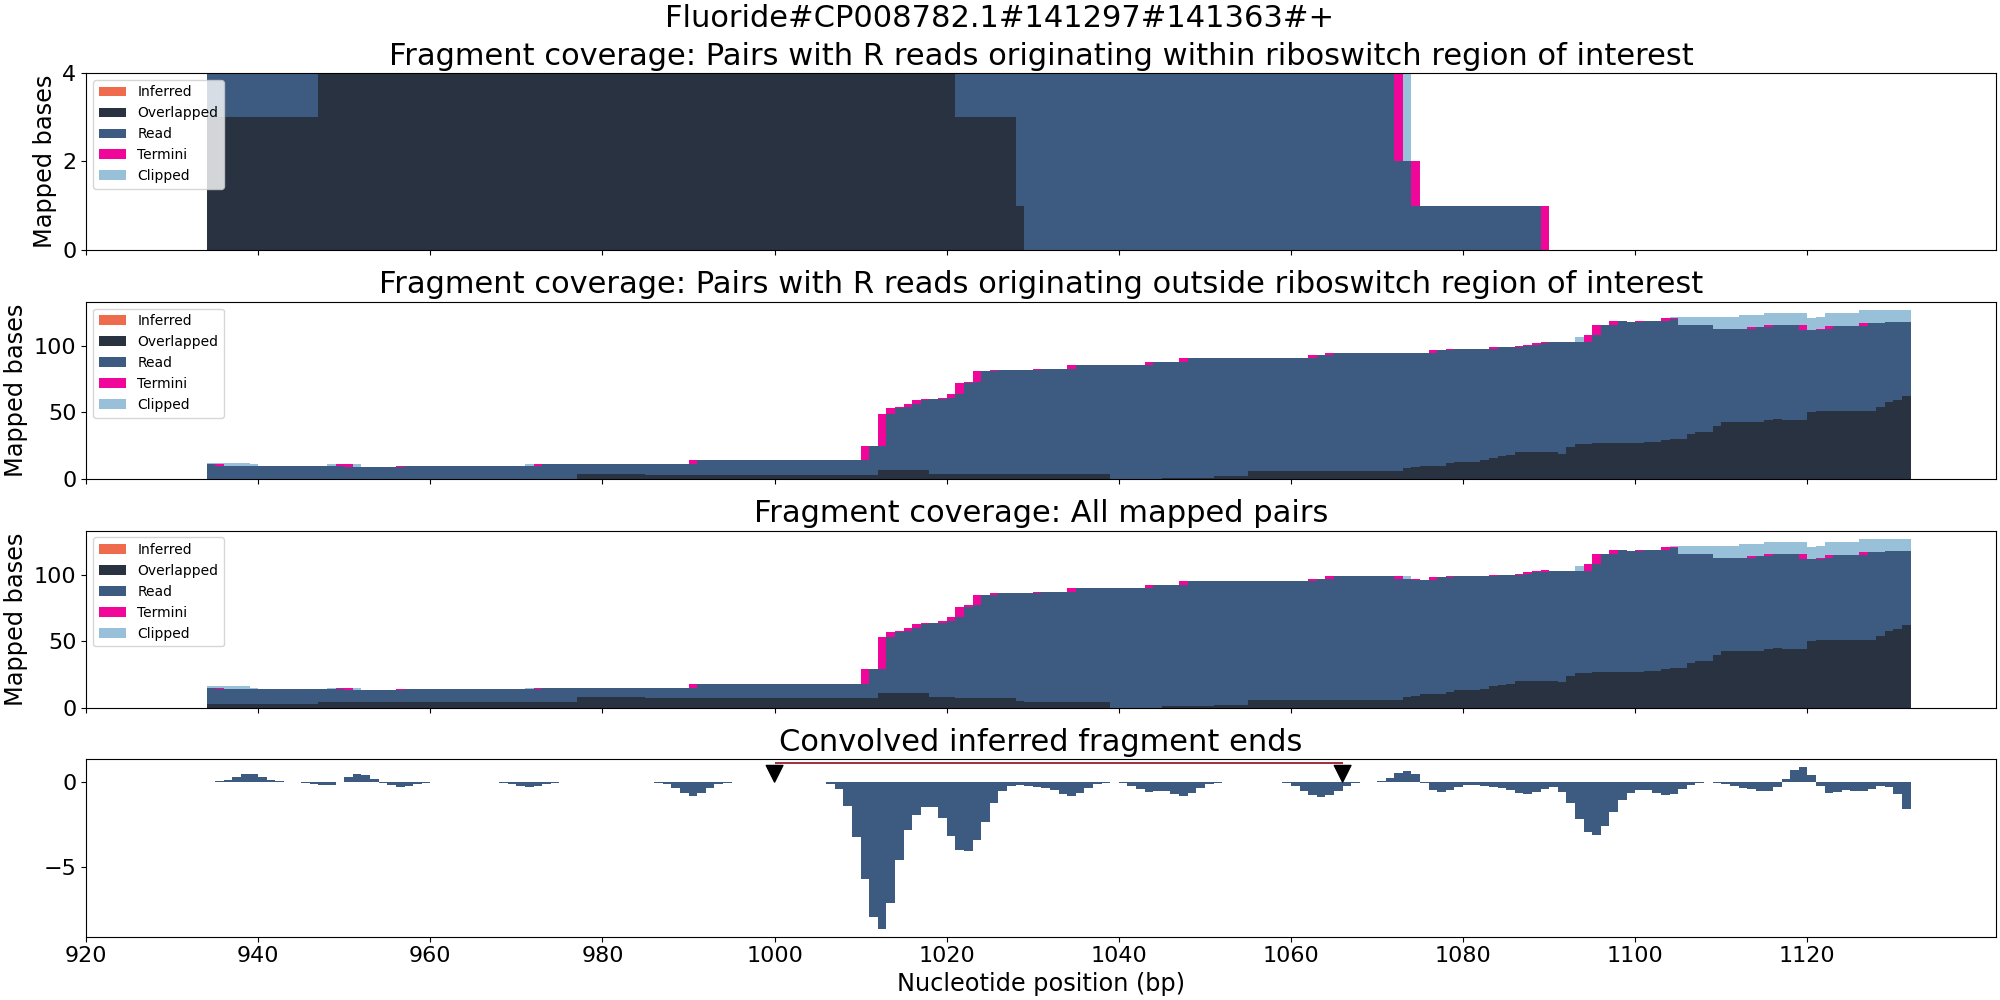 Fluoride#CP008782.1#141297#141363#+
Fragment coverage: Pairs with R reads originating within riboswitch region of interest
Mapped bases
4
2
0
Inferred
Overlapped
Read
Termini
Clipped
Fragment coverage: Pairs with R reads originating outside riboswitch region of interest
Mapped bases
100
50
0
Inferred
Overlapped
Read
Termini
Clipped
Fragment coverage: All mapped pairs
Mapped bases
100
50
0
Inferred
Overlapped
Read
Termini
Clipped
Convolved inferred fragment ends
0
−5
920 940 960 980 1000 1020 1040 1060 1080 1100 1120
Nucleotide position (bp)